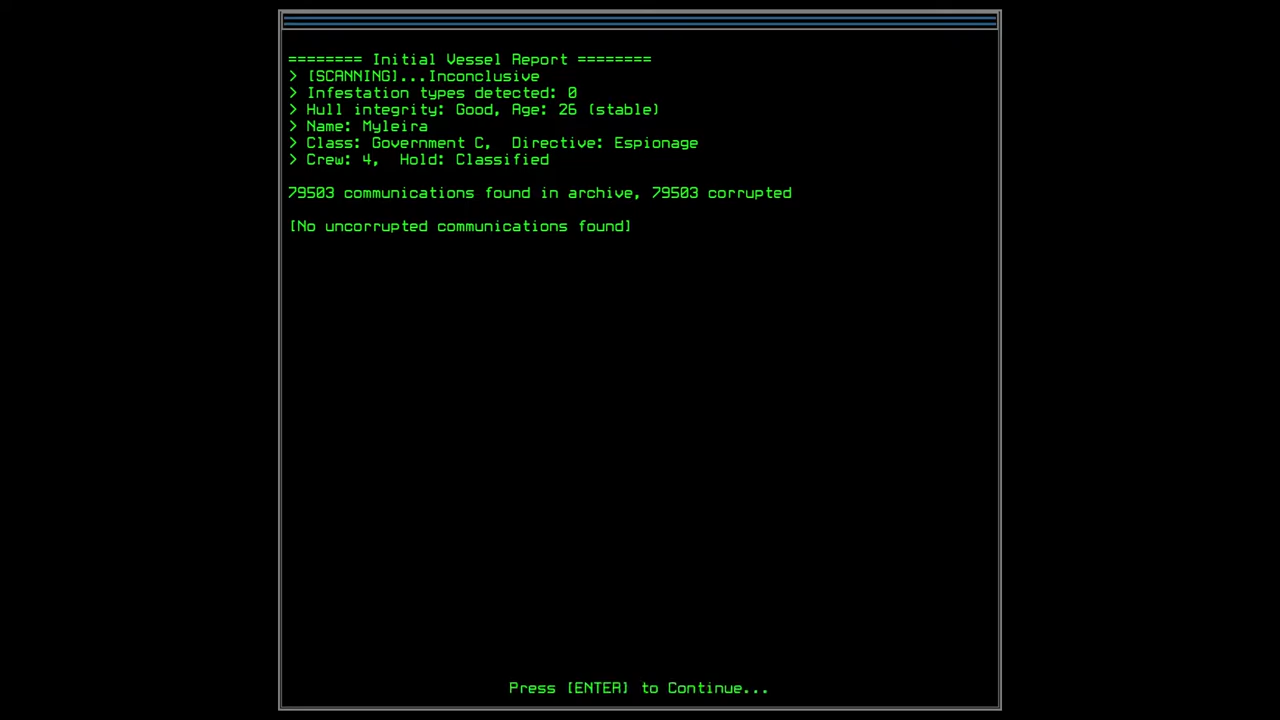 ======== Initial Vessel Report ========
> [SCANNING]...Inconclusive
> Infestation types detected: 0
> Hull integrity: Good, Age: 26 (stable)
> Name: Myleira
> Class: Government C,  Directive: Espionage
> Crew: 4,  Hold: Classified
79503 communications found in archive, 79503 corrupted
[No uncorrupted communications found]
Press [ENTER] to Continue...